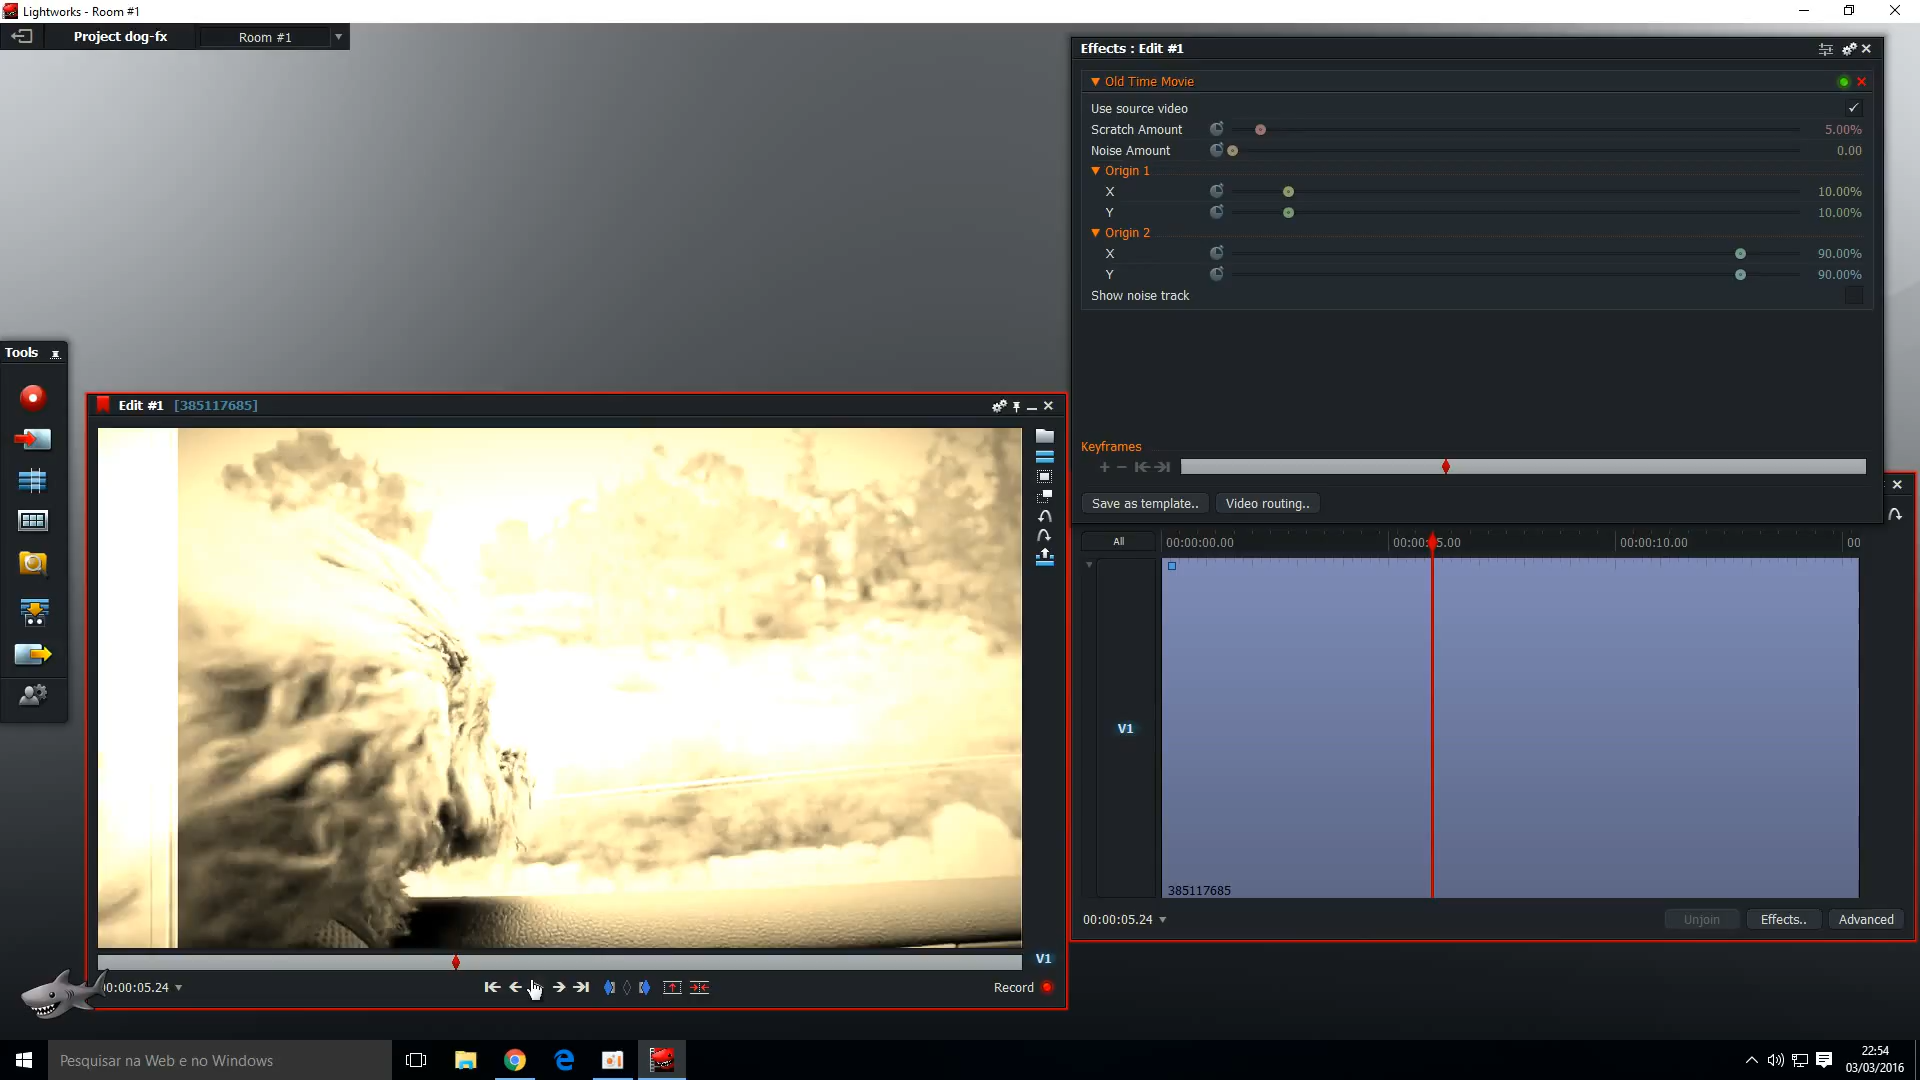 Lightworks - Room #1
Project dog-fx
Room #1
Effects : Edit #1
Old Time Movie
Use source video
Scratch Amount 5.00%
Noise Amount 0.00
Origin 1
X 10.00%
Y 10.00%
Origin 2
X 90.00%
Y 90.00%
Show noise track
Keyframes
Save as template..
Video routing..
Tools
Edit #1 [385117685]
All
00:00:00.00
00:00:10.00
00
V1
385117685
00:00:05.24
Unjoin
Effects..
Advanced
V1
Record
Pesquisar na Web e no Windows
22:54
03/03/2016